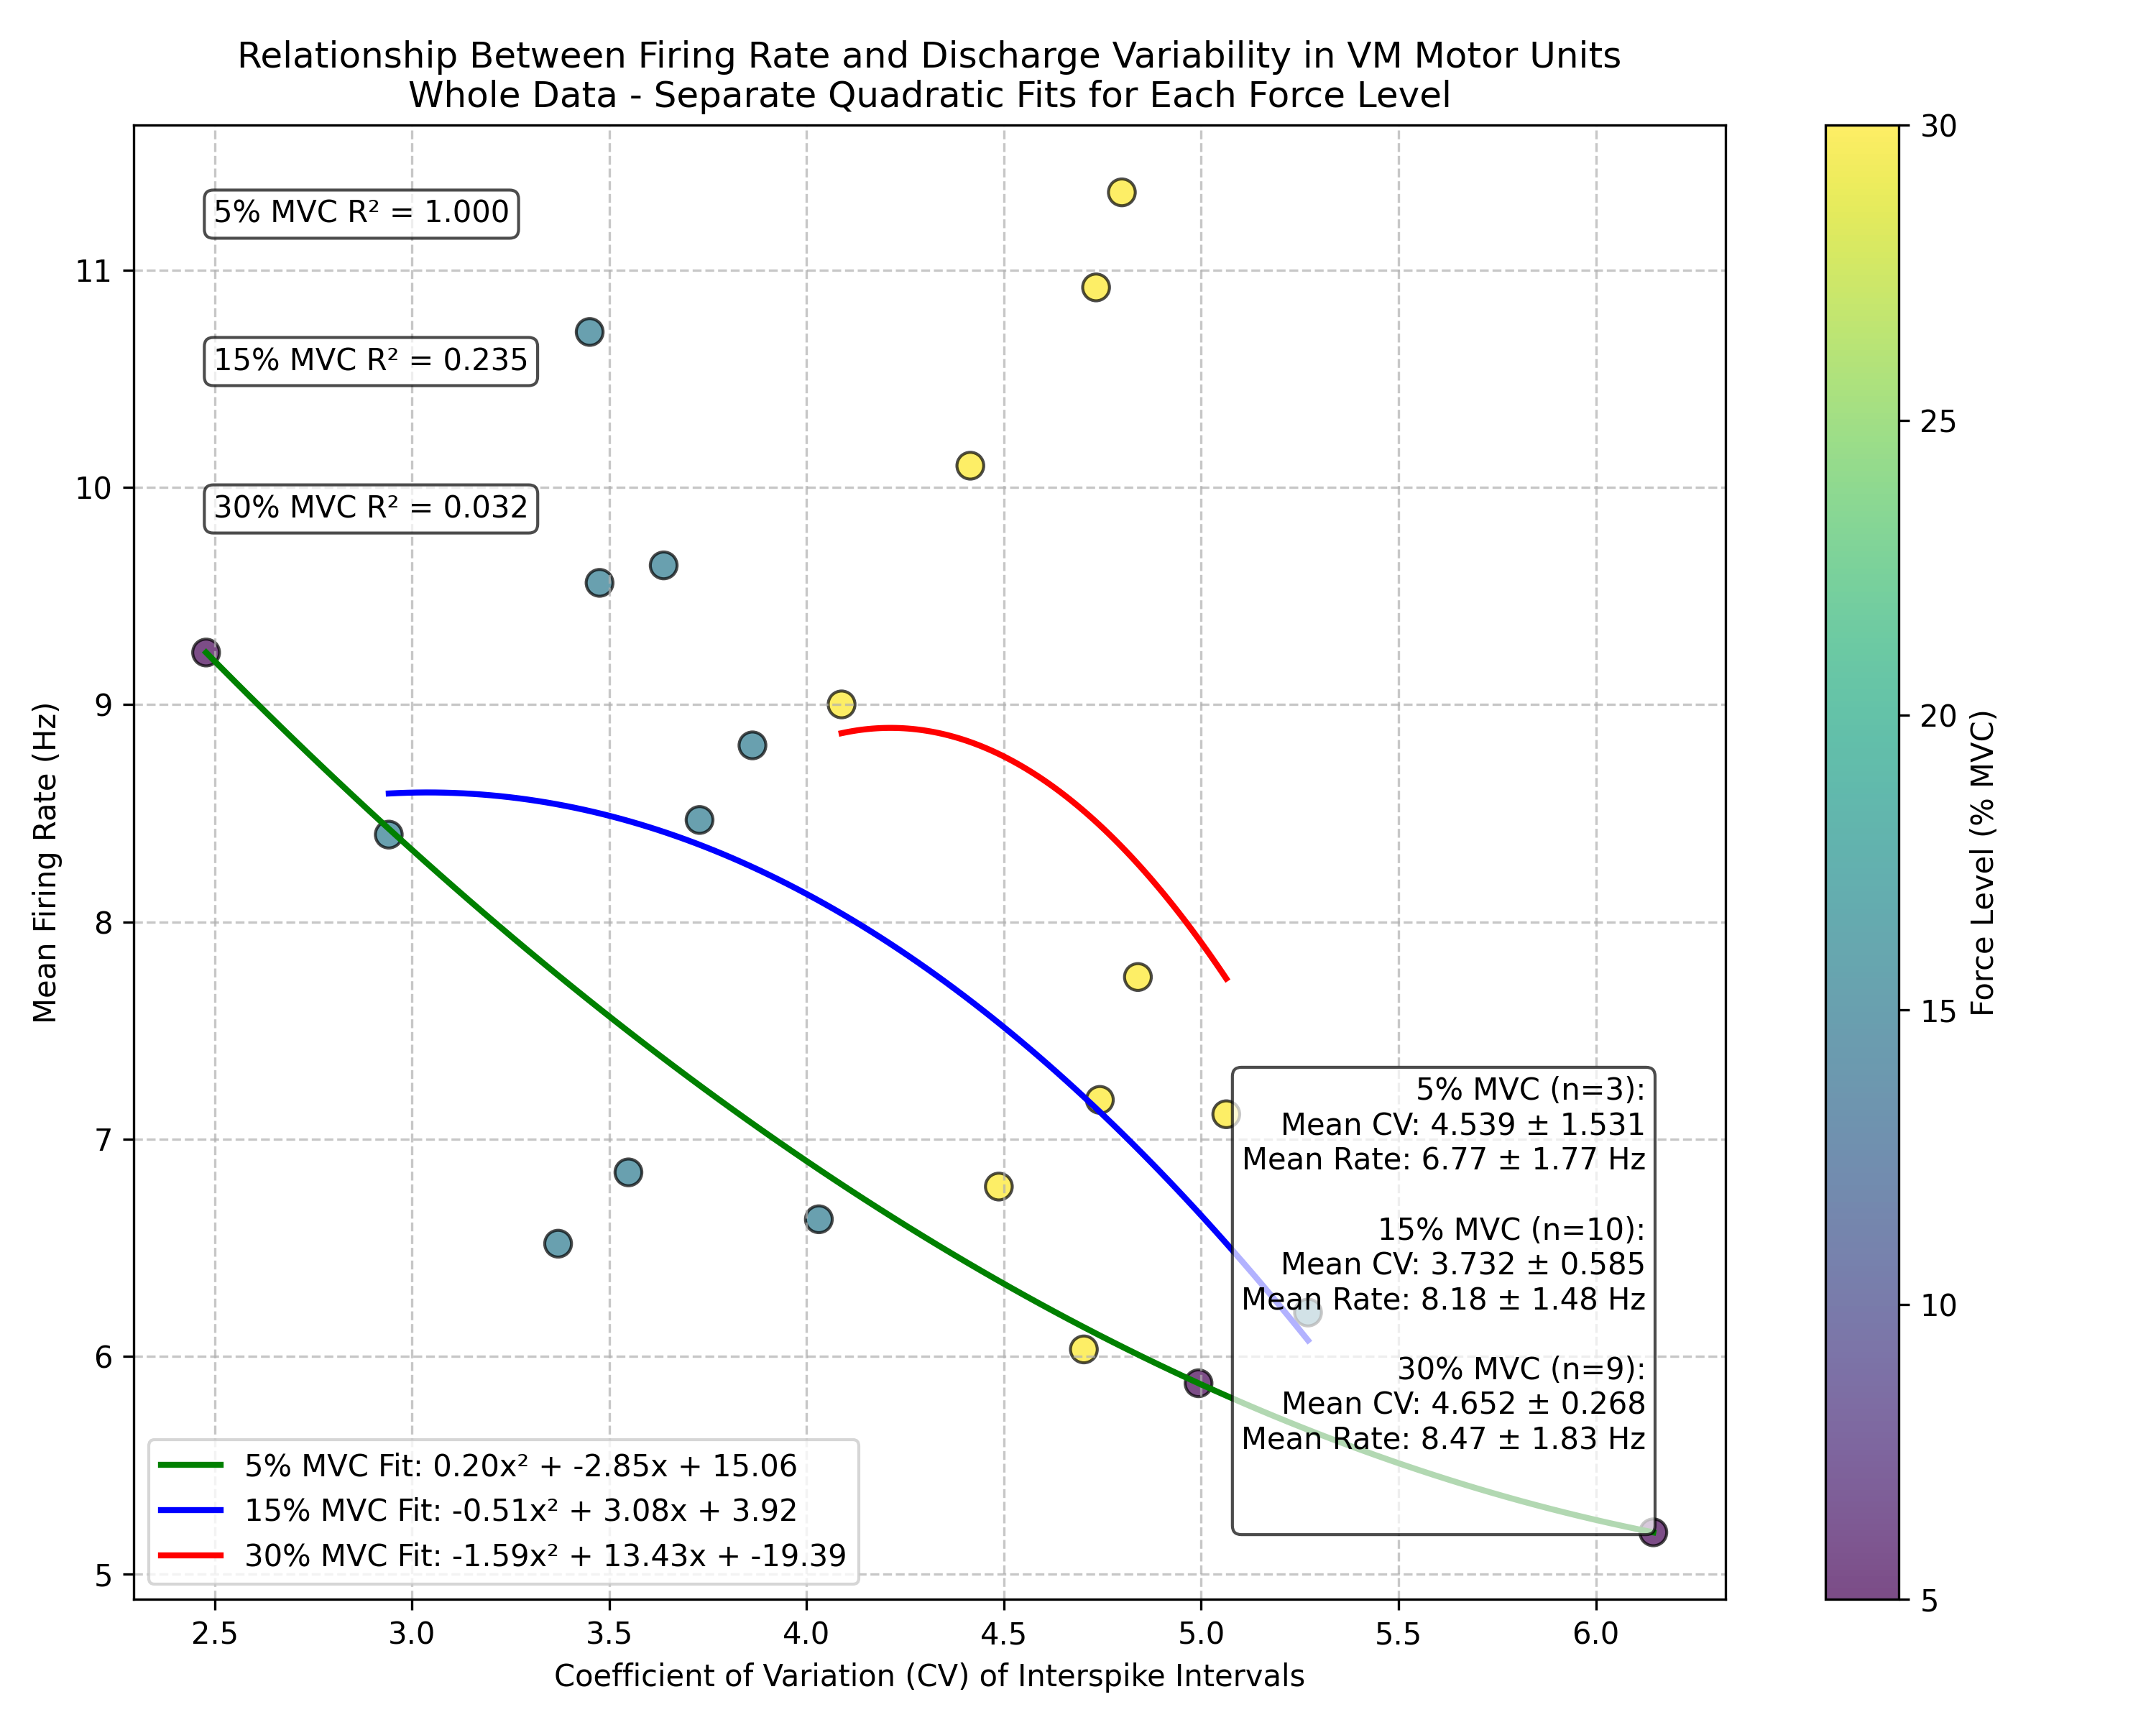 Relationship Between Firing Rate and Discharge Variability in VM Motor Units
Whole Data - Separate Quadratic Fits for Each Force Level
5% MVC R² = 1.000
15% MVC R² = 0.235
30% MVC R² = 0.032
Mean Firing Rate (Hz)
11
10
9
8
7
6
5
5% MVC (n=3):
Mean CV: 4.539 ± 1.531
Mean Rate: 6.77 ± 1.77 Hz
15% MVC (n=10):
Mean CV: 3.732 ± 0.585
Mean Rate: 8.18 ± 1.48 Hz
30% MVC (n=9):
Mean CV: 4.652 ± 0.268
Mean Rate: 8.47 ± 1.83 Hz
5% MVC Fit: 0.20x² + -2.85x + 15.06
15% MVC Fit: -0.51x² + 3.08x + 3.92
30% MVC Fit: -1.59x² + 13.43x + -19.39
2.5 3.0 3.5 4.0 4.5 5.0 5.5 6.0
Coefficient of Variation (CV) of Interspike Intervals
30
25
20
15
10
5
Force Level (% MVC)